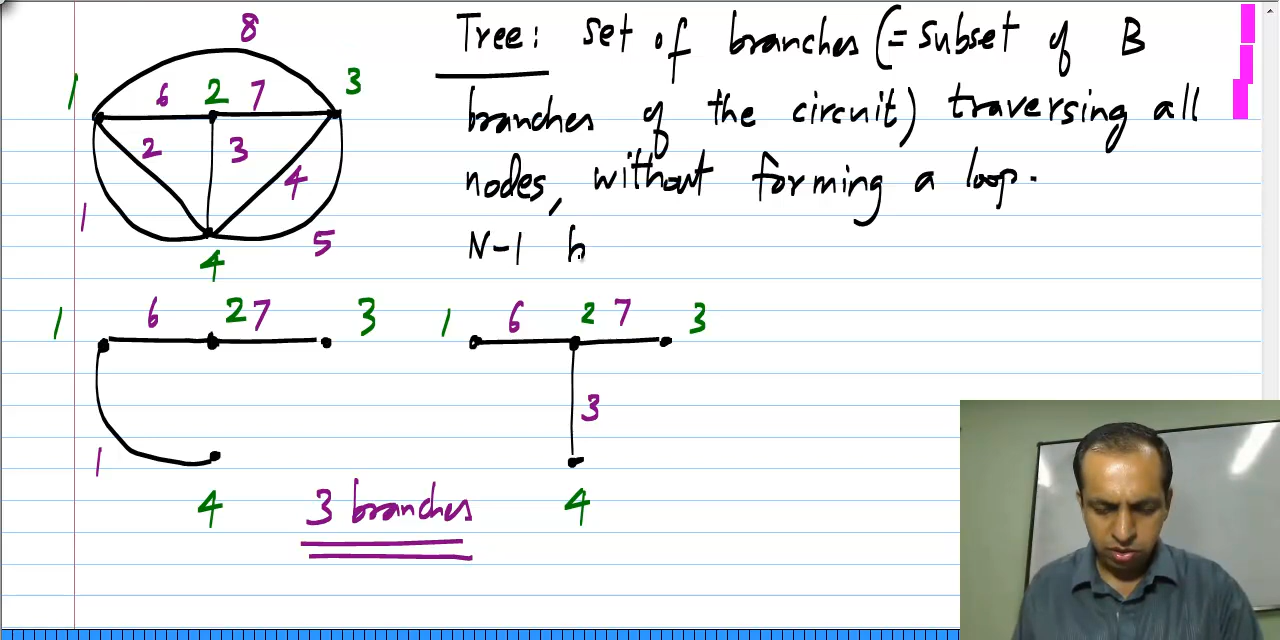 8
1 6 2 7 3
2 3 4
1 5
4
Tree: set of branches (= subset of B
branches of the circuit) traversing all
nodes, without forming a loop.
N-1 b
1 6 2 7 3
1
4
1 6 2 7 3
3
4
3 branches